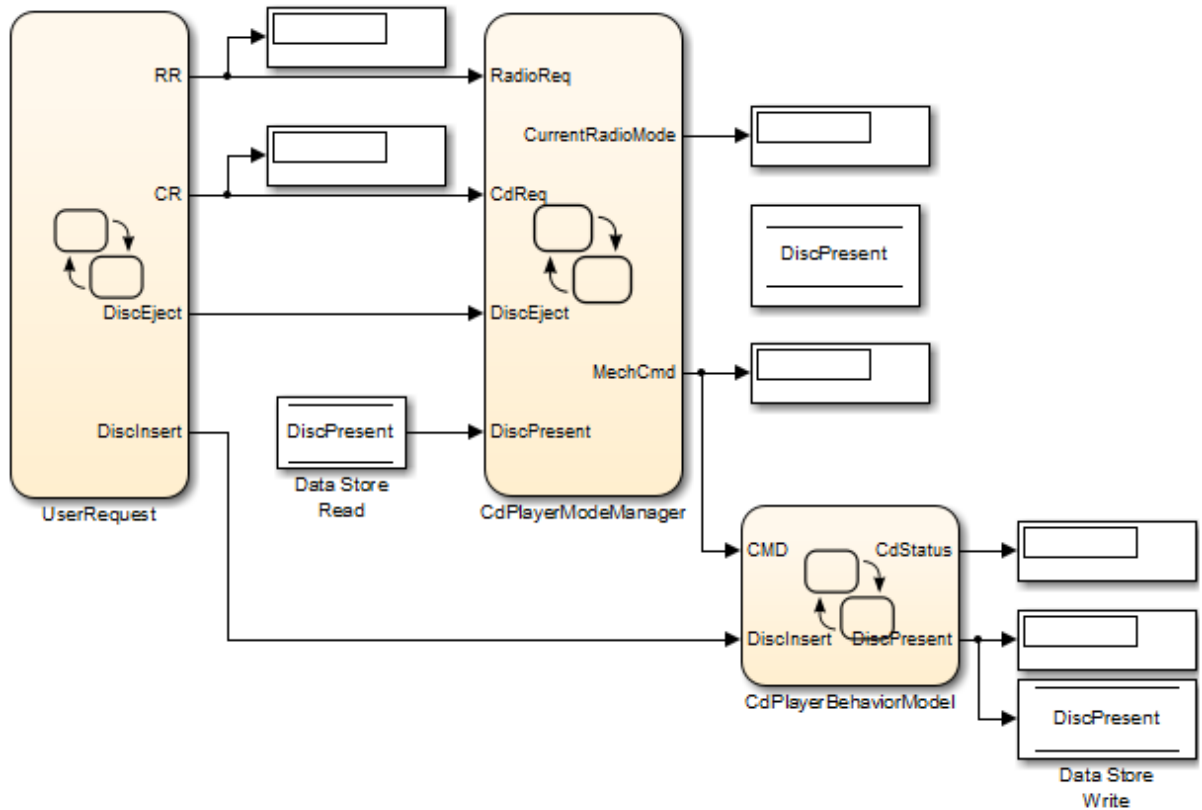 RR
RadioReq
CurrentRadioMode
CR
CdReq
DiscPresent
DiscEject
DiscEject
MechCmd
DiscInsert
DiscPresent
DiscPresent
Data Store
Read
UserRequest
CdPlayerModeManager
CMD
CdStatus
DiscInsert
DiscPresent
CdPlayerBehaviorModel
DiscPresent
Data Store
Write